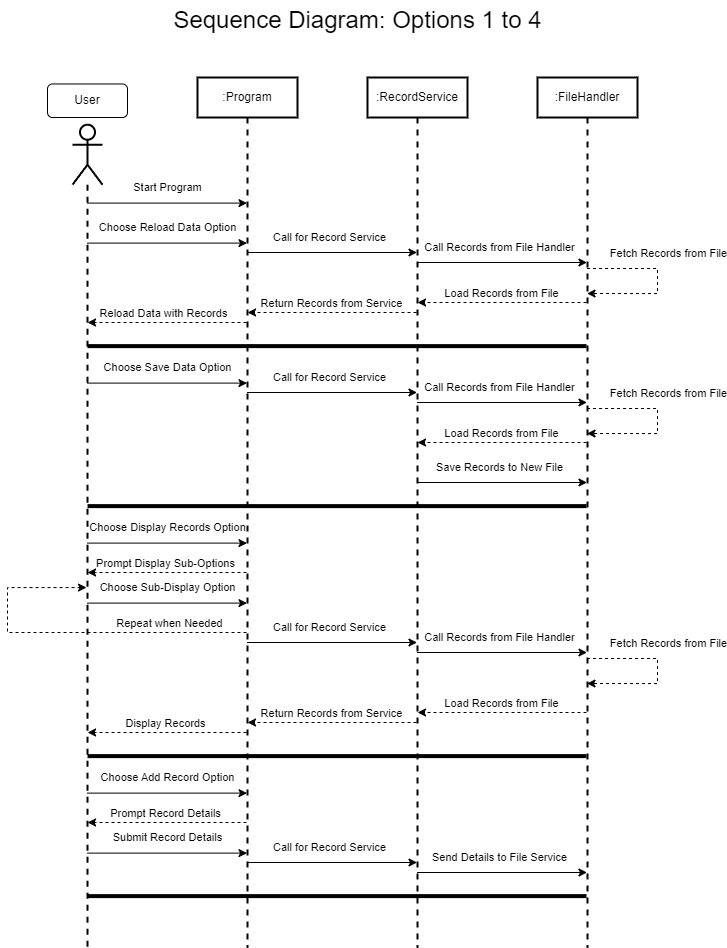 Sequence Diagram: Options 1 to 4
User
:Program
:RecordService
:FileHandler
Start Program
Choose Reload Data Option
Call for Record Service
Call Records from File Handler
Fetch Records from File
Load Records from File
Return Records from Service
Reload Data with Records
Choose Save Data Option
Call for Record Service
Call Records from File Handler
Fetch Records from File
Load Records from File
Save Records to New File
Choose Display Records Option
Prompt Display Sub-Options
Choose Sub-Display Option
Repeat when Needed
Call for Record Service
Call Records from File Handler
Fetch Records from File
Load Records from File
Return Records from Service
Display Records
Choose Add Record Option
Prompt Record Details
Submit Record Details
Call for Record Service
Send Details to File Service